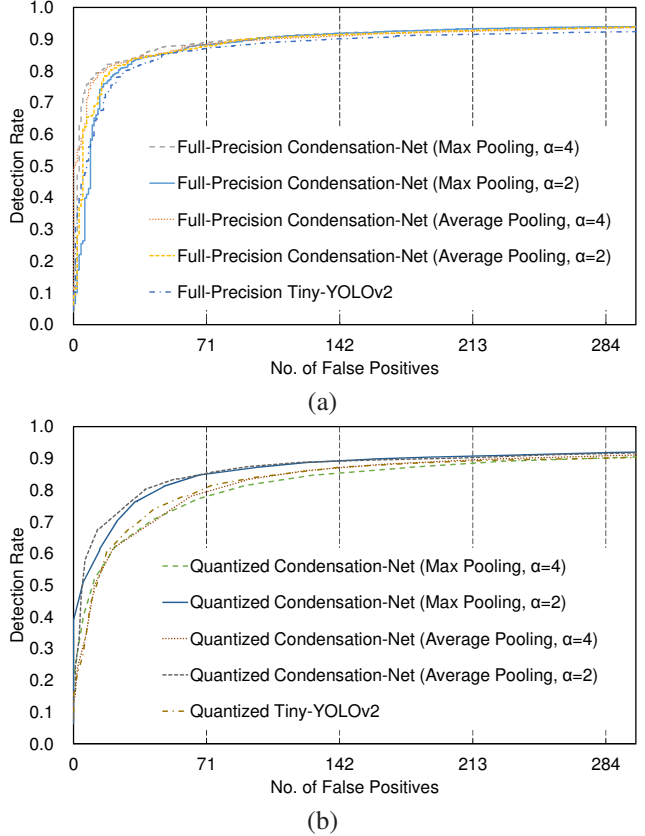 1.0
0.9
0.8
0.7
0.6
0.5
0.4
0.3
0.2
0.1
0.0
Detection Rate
Full-Precision Condensation-Net (Max Pooling, α=4)
Full-Precision Condensation-Net (Max Pooling, α=2)
Full-Precision Condensation-Net (Average Pooling, α=4)
Full-Precision Condensation-Net (Average Pooling, α=2)
Full-Precision Tiny-YOLOv2
0 71 142 213 284
No. of False Positives
(a)
1.0
0.9
0.8
0.7
0.6
0.5
0.4
0.3
0.2
0.1
0.0
Detection Rate
Quantized Condensation-Net (Max Pooling, α=4)
Quantized Condensation-Net (Max Pooling, α=2)
Quantized Condensation-Net (Average Pooling, α=4)
Quantized Condensation-Net (Average Pooling, α=2)
Quantized Tiny-YOLOv2
0 71 142 213 284
No. of False Positives
(b)